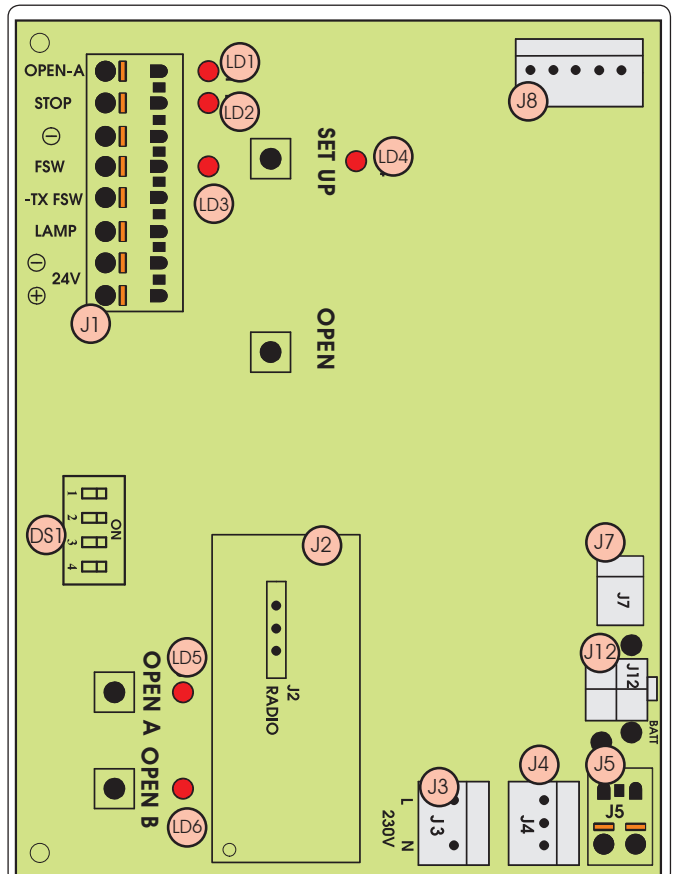 OPEN-A
STOP
⊖
FSW
-TX FSW
LAMP
⊖
24V
⊕
J1
LD1
LD2
LD3
SET UP
LD4
J8
OPEN
DS1
1
2
3
4
ON
J2
J2
RADIO
LD5
OPEN A
OPEN B
LD6
J7
J7
J12
J12
BATT
J3
L
J3
230V
N
J4
J4
J5
J5